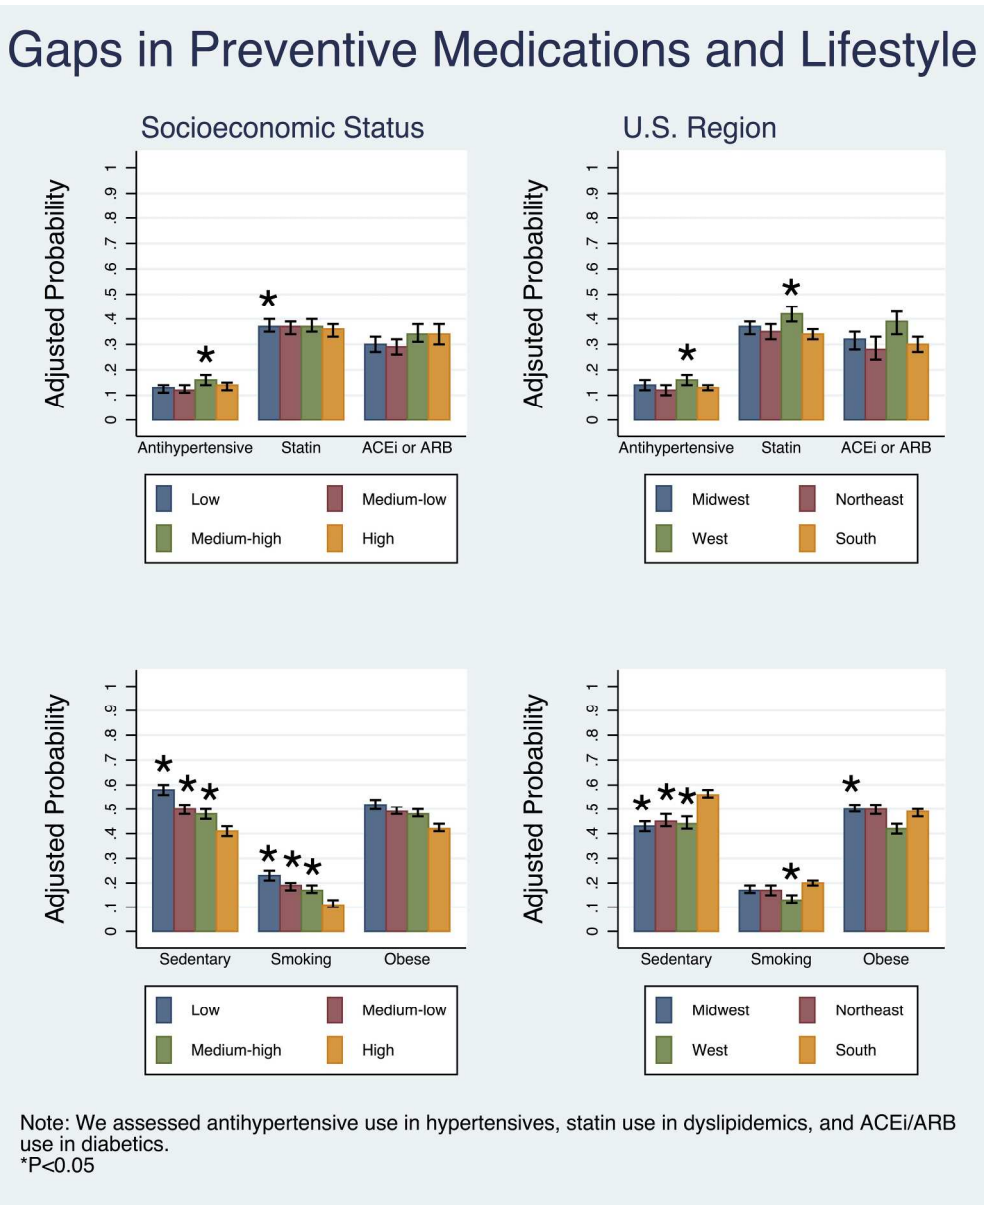 Gaps in Preventive Medications and Lifestyle
Socioeconomic Status
Adjusted Probability
1
.9
.8
.7
.6
.5
.4
.3
.2
.1
0
*
*
Antihypertensive Statin ACEi or ARB
Low Medium-low
Medium-high High
U.S. Region
Adjsuted Probability
1
.9
.8
.7
.6
.5
.4
.3
.2
.1
0
*
*
Antihypertensive Statin ACEi or ARB
Midwest Northeast
West South
Adjusted Probability
1
.9
.8
.7
.6
.5
.4
.3
.2
.1
0
* * *
* * *
Sedentary Smoking Obese
Low Medium-low
Medium-high High
Adjusted Probability
1
.9
.8
.7
.6
.5
.4
.3
.2
.1
0
* * *
*
*
Sedentary Smoking Obese
Midwest Northeast
West South
Note: We assessed antihypertensive use in hypertensives, statin use in dyslipidemics, and ACEi/ARB
use in diabetics.
*P<0.05